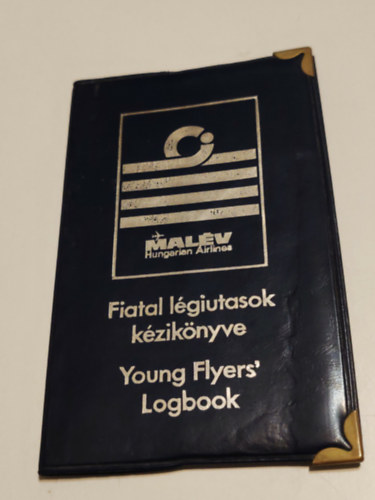 MALÉV
Hungarian Airlines
Fiatal légiutasok
kézikönyve
Young Flyers'
Logbook